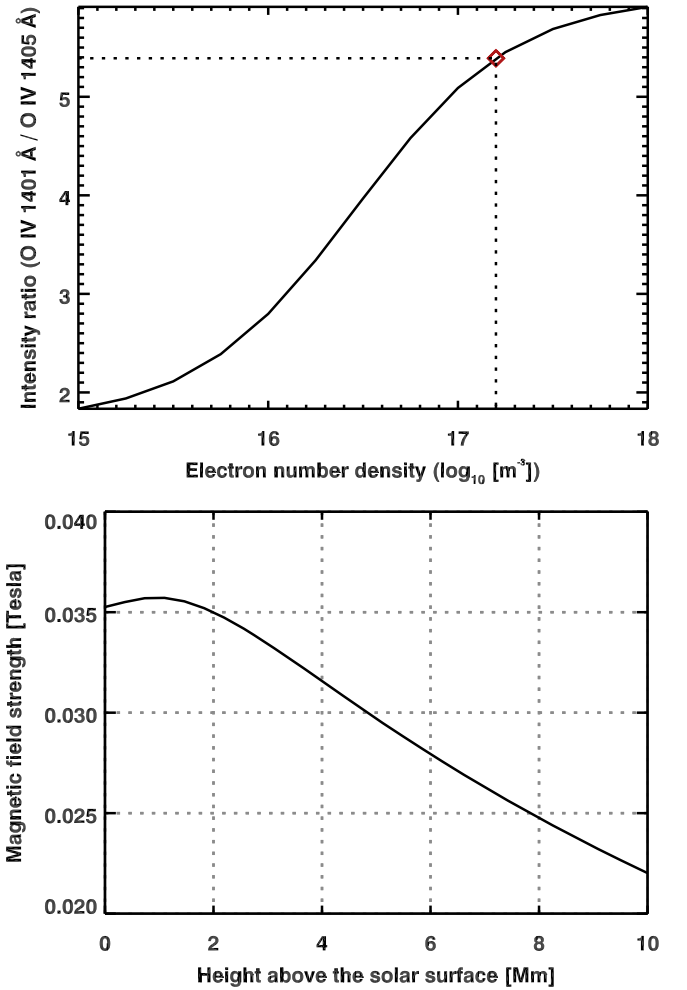 Intensity ratio (O IV 1401 Å / O IV 1405 Å)
5
4
3
2
15 16 17 18
Electron number density (log₁₀ [m⁻³])
Magnetic field strength [Tesla]
0.040
0.035
0.030
0.025
0.020
0 2 4 6 8 10
Height above the solar surface [Mm]